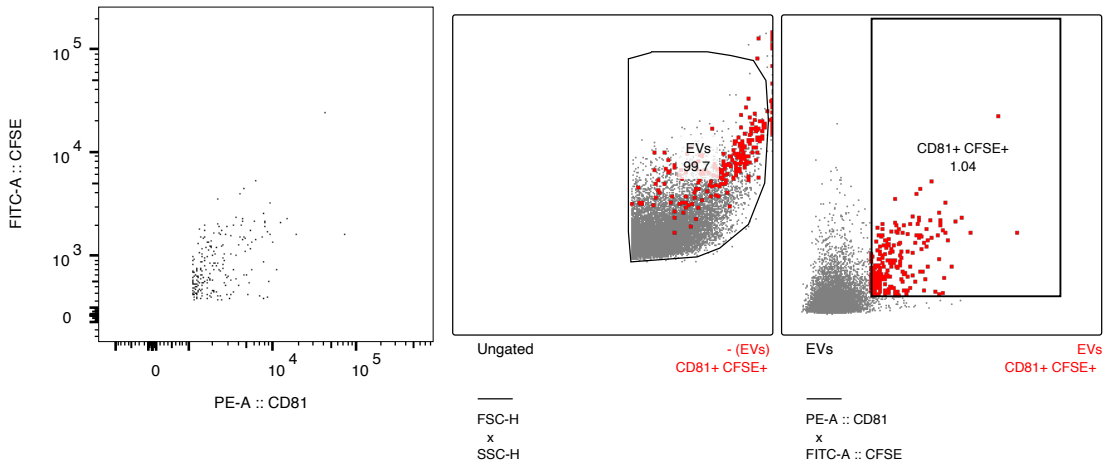 10^5
10^4
10^3
0
FITC-A :: CFSE
0
10^4
10^5
PE-A :: CD81
EVs
99.7
Ungated
- (EVs)
CD81+ CFSE+
FSC-H
x
SSC-H
CD81+ CFSE+
1.04
EVs
EVs
CD81+ CFSE+
PE-A :: CD81
x
FITC-A :: CFSE